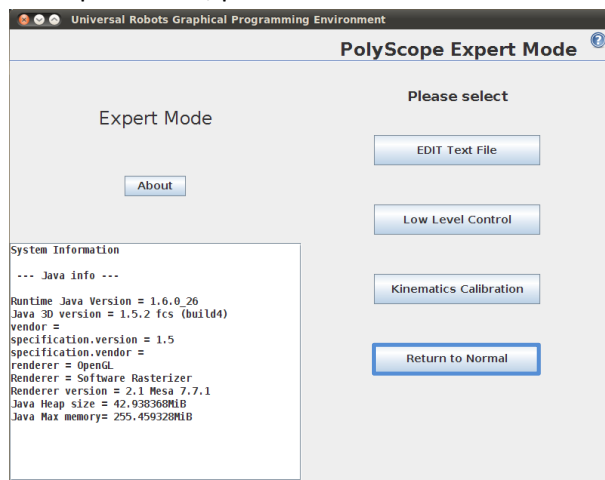 Universal Robots Graphical Programming Environment
PolyScope Expert Mode
?
Expert Mode
About
System Information
--- Java info ---
Runtime Java Version = 1.6.0_26
Java 3D version = 1.5.2 fcs (build4)
vendor =
specification.version = 1.5
specification.vendor =
renderer = OpenGL
Renderer = Software Rasterizer
Renderer version = 2.1 Mesa 7.7.1
Java Heap size = 42.938368MiB
Java Max memory= 255.459328MiB
Please select
EDIT Text File
Low Level Control
Kinematics Calibration
Return to Normal